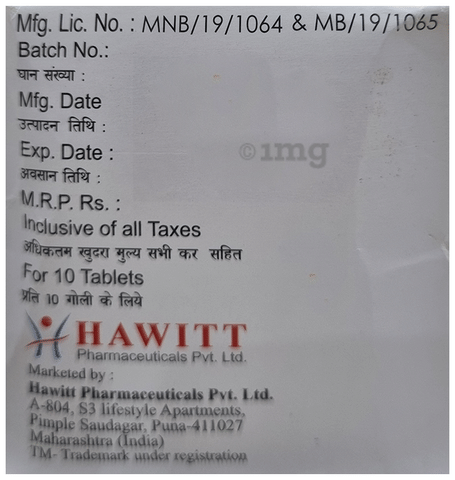 Mfg. Lic. No. : MNB/19/1064 & MB/19/1065
Batch No.:
घान संख्या :
Mfg. Date
उत्पादन तिथि :
Exp. Date :
©1mg
अवसान तिथि :
M.R.P. Rs. :
Inclusive of all Taxes
अधिकतम खुदरा मुल्य सभी कर सहित
For 10 Tablets
प्रति 10 गोली के लिये
HAWITT
Pharmaceuticals Pvt. Ltd.
Marketed by :
Hawitt Pharmaceuticals Pvt. Ltd.
A-804, S3 lifestyle Apartments,
Pimple Saudagar, Puna-411027
Maharashtra (India)
TM- Trademark under registration